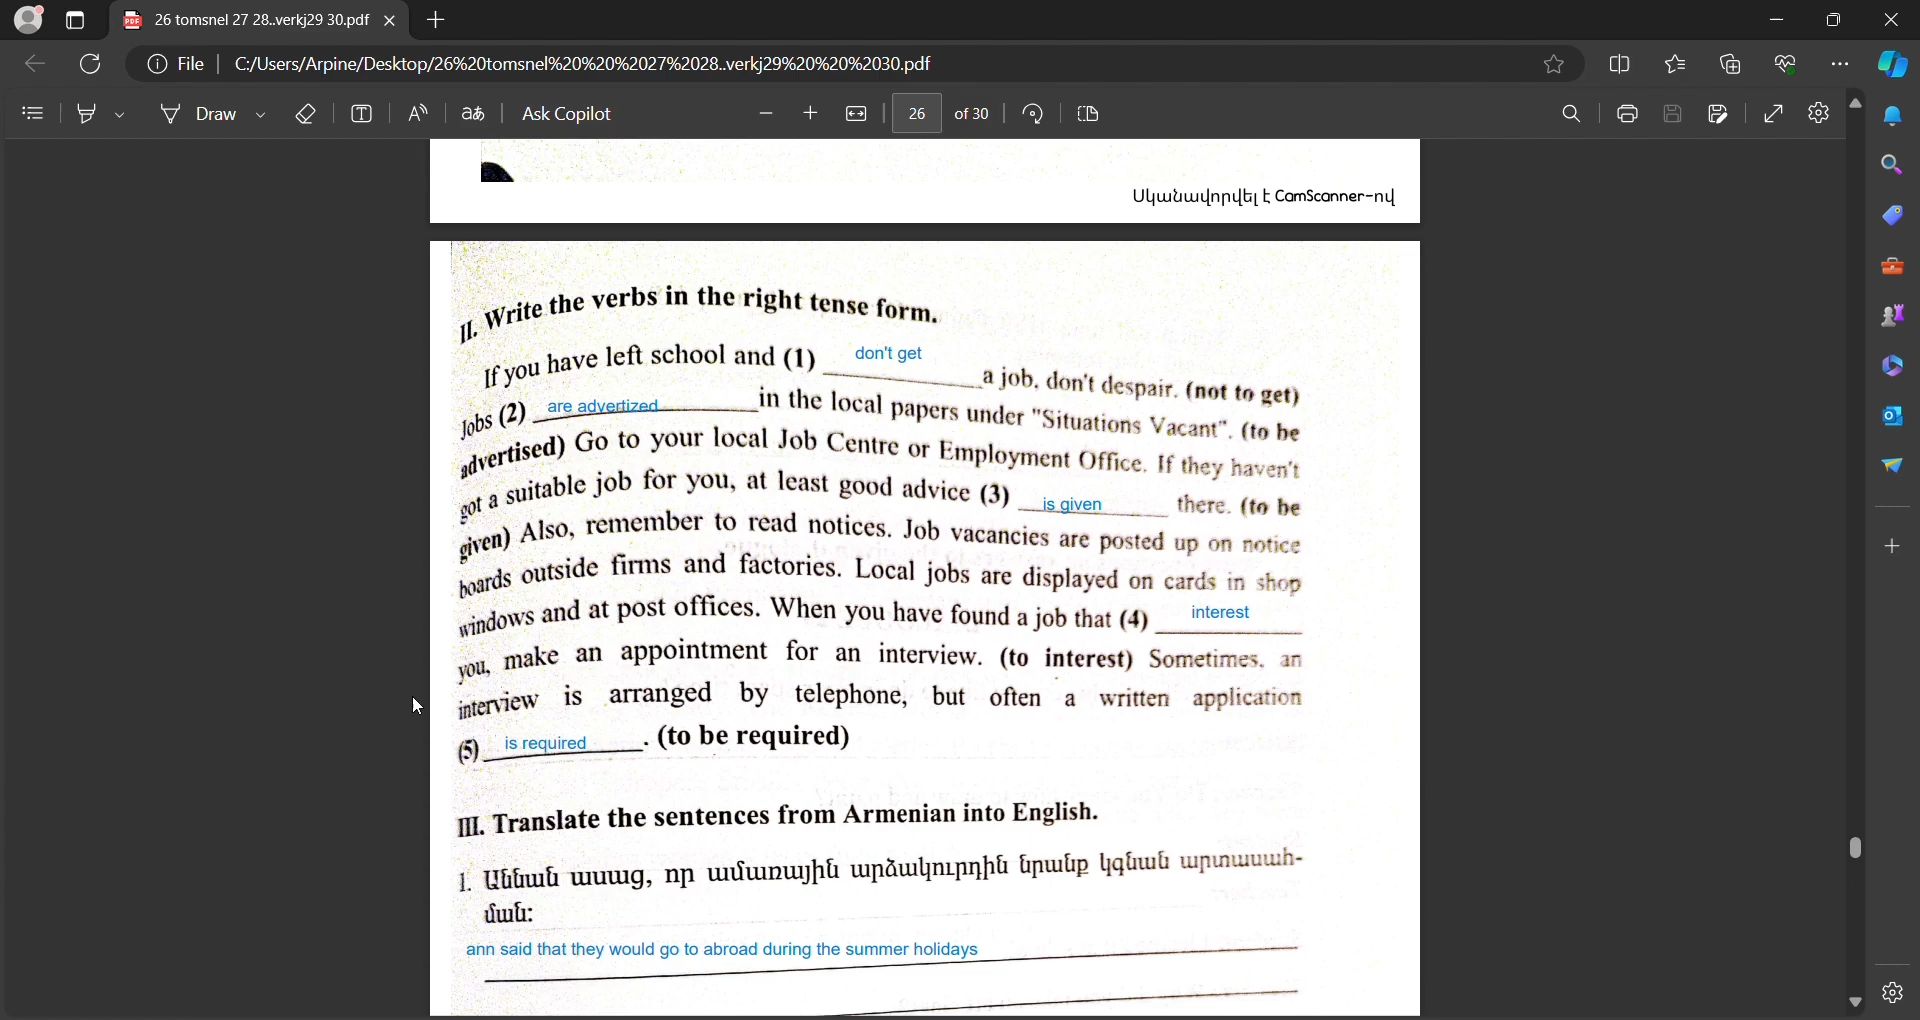 26 tomsnel 27 28..verkj29 30.pdf
File
C:/Users/Arpine/Desktop/26%20tomsnel%20%20%2027%2028..verkj29%20%20%2030.pdf
Draw
aあ
Ask Copilot
26 of 30
Սկանավորվել է CamScanner-ով
II. Write the verbs in the right tense form.
If you have left school and (1) don't get a job, don't despair. (not to get)
Jobs (2) are advertized in the local papers under "Situations Vacant". (to be
advertised) Go to your local Job Centre or Employment Office. If they haven't
got a suitable job for you, at least good advice (3) is given there. (to be
given) Also, remember to read notices. Job vacancies are posted up on notice
boards outside firms and factories. Local jobs are displayed on cards in shop
windows and at post offices. When you have found a job that (4) interest
you, make an appointment for an interview. (to interest) Sometimes, an
interview is arranged by telephone, but often a written application
(5) is required. (to be required)
III. Translate the sentences from Armenian into English.
1. Աննան ասաց, որ ամառային արձակուրդին նրանք կգնան արտասահ-
ման:
ann said that they would go to abroad during the summer holidays